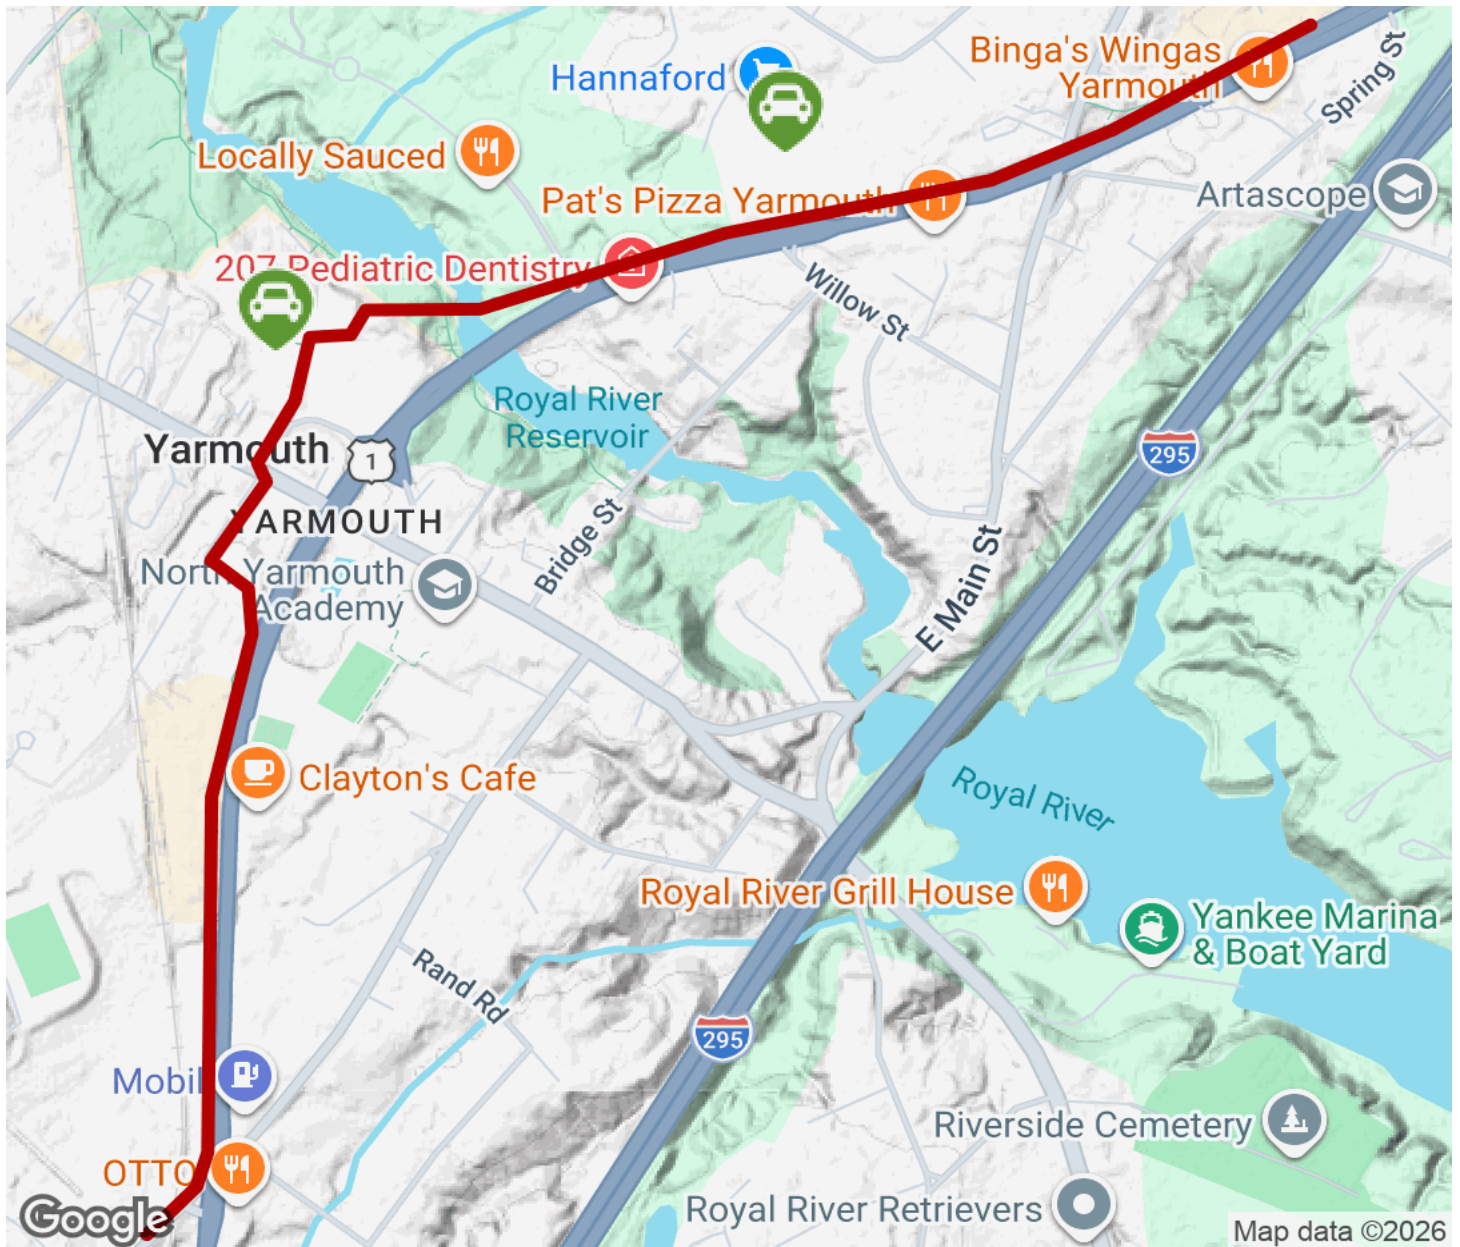 Binga's Wingas
Yarmouth
Hannaford
Spring St
Locally Sauced
Pat's Pizza Yarmouth
Artascope
207 Pediatric Dentistry
Willow St
Royal River
Reservoir
Yarmouth
1
295
YARMOUTH
Bridge St
North Yarmouth
Academy
E Main St
Clayton's Cafe
Royal River
Royal River Grill House
Yankee Marina
& Boat Yard
Rand Rd
295
Mobil
Riverside Cemetery
OTTO
Royal River Retrievers
Google
Map data ©2026